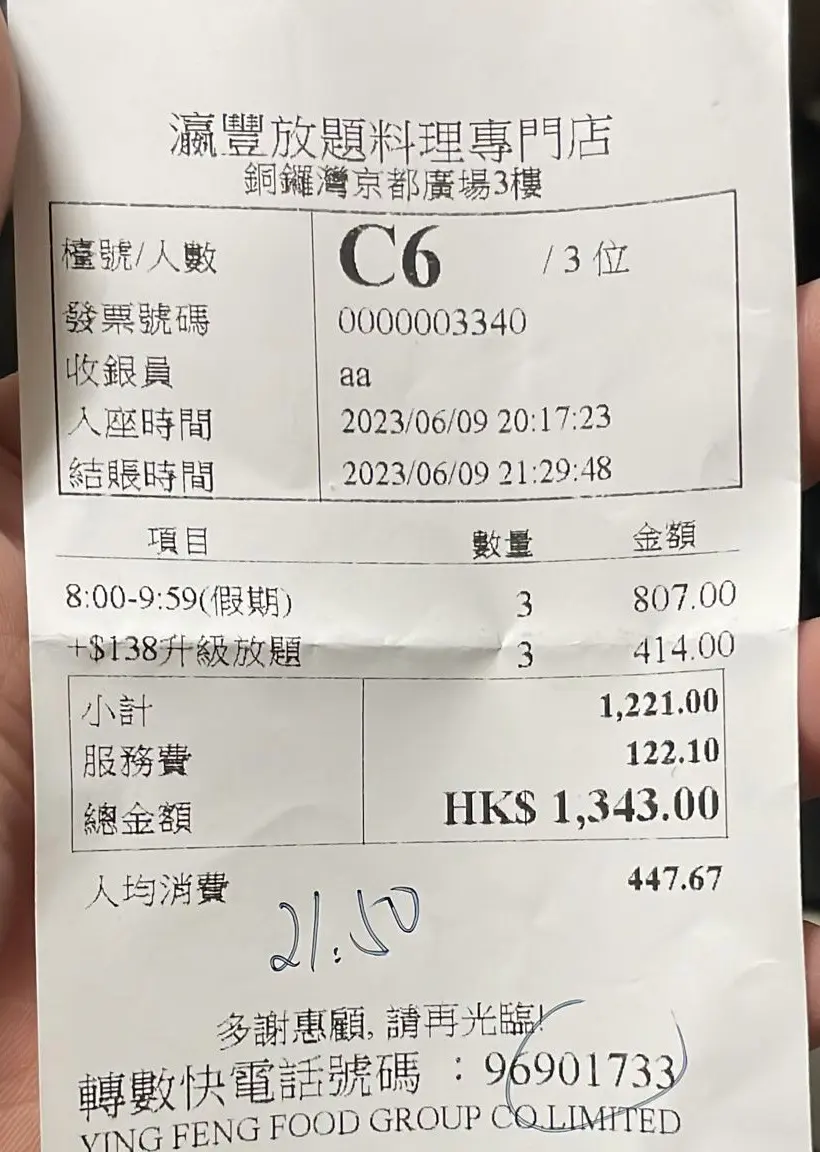 瀛豐放題料理專門店
銅鑼灣京都廣場3樓
檯號/人數 C6 /3 位
發票號碼 0000003340
收銀員 aa
入座時間 2023/06/09 20:17:23
結賬時間 2023/06/09 21:29:48
項目 數量 金額
8:00-9:59(假期) 3 807.00
+$138升級放題 3 414.00
小計 1,221.00
服務費 122.10
總金額 HK$ 1,343.00
人均消費 447.67
21:50
多謝惠顧, 請再光臨!
轉數快電話號碼 : 96901733
YING FENG FOOD GROUP CO.LIMITED